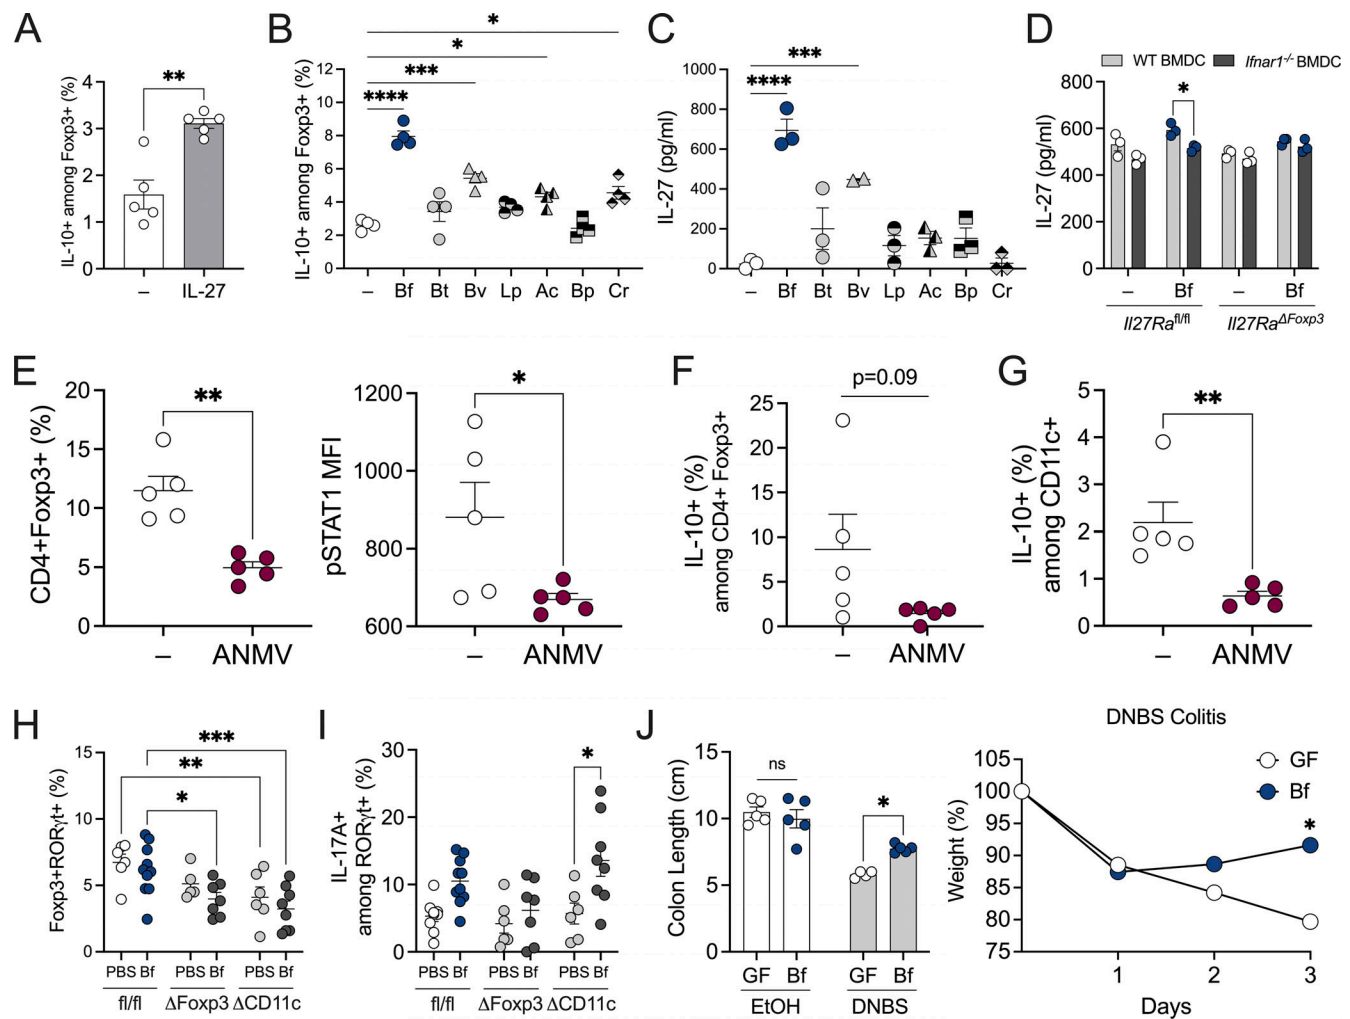 A
IL-10+ among Foxp3+ (%)
**
4
3
2
1
0
–
IL-27
B
IL-10+ among Foxp3+ (%)
*
*
***
****
12
10
8
6
4
2
0
–
Bf
Bt
Bv
Lp
Ac
Bp
Cr
C
IL-27 (pg/ml)
***
****
1,000
800
600
400
200
0
–
Bf
Bt
Bv
Lp
Ac
Bp
Cr
D
WT BMDC
Ifnar1-/- BMDC
IL-27 (pg/ml)
*
800
600
400
200
0
–
Bf
–
Bf
Il27Rafl/fl
Il27RaΔFoxp3
E
CD4+Foxp3+ (%)
**
20
15
10
5
0
–
ANMV
pSTAT1 MFI
*
1200
1000
800
600
–
ANMV
F
IL-10+ (%)
among CD4+ Foxp3+
p=0.09
25
20
15
10
5
0
–
ANMV
G
IL-10+ (%)
among CD11c+
**
5
4
3
2
1
0
–
ANMV
H
Foxp3+RORγt+ (%)
***
**
*
15
10
5
0
PBS Bf
PBS Bf
PBS Bf
fl/fl
ΔFoxp3
ΔCD11c
I
IL-17A+
among RORγt+ (%)
*
30
20
10
0
PBS Bf
PBS Bf
PBS Bf
fl/fl
ΔFoxp3
ΔCD11c
J
Colon Length (cm)
ns
*
15
10
5
0
GF
Bf
GF
Bf
EtOH
DNBS
DNBS Colitis
GF
Bf
*
Weight (%)
105
100
95
90
85
80
75
1
2
3
Days